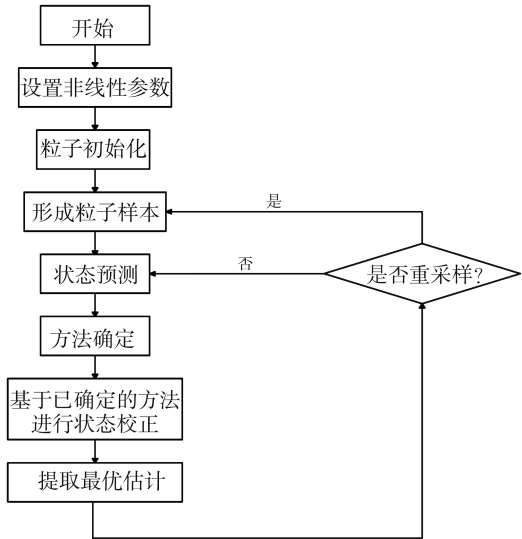 开始
设置非线性参数
粒子初始化
是
形成粒子样本
否
状态预测
是否重采样?
方法确定
基于已确定的方法
进行状态校正
提取最优估计